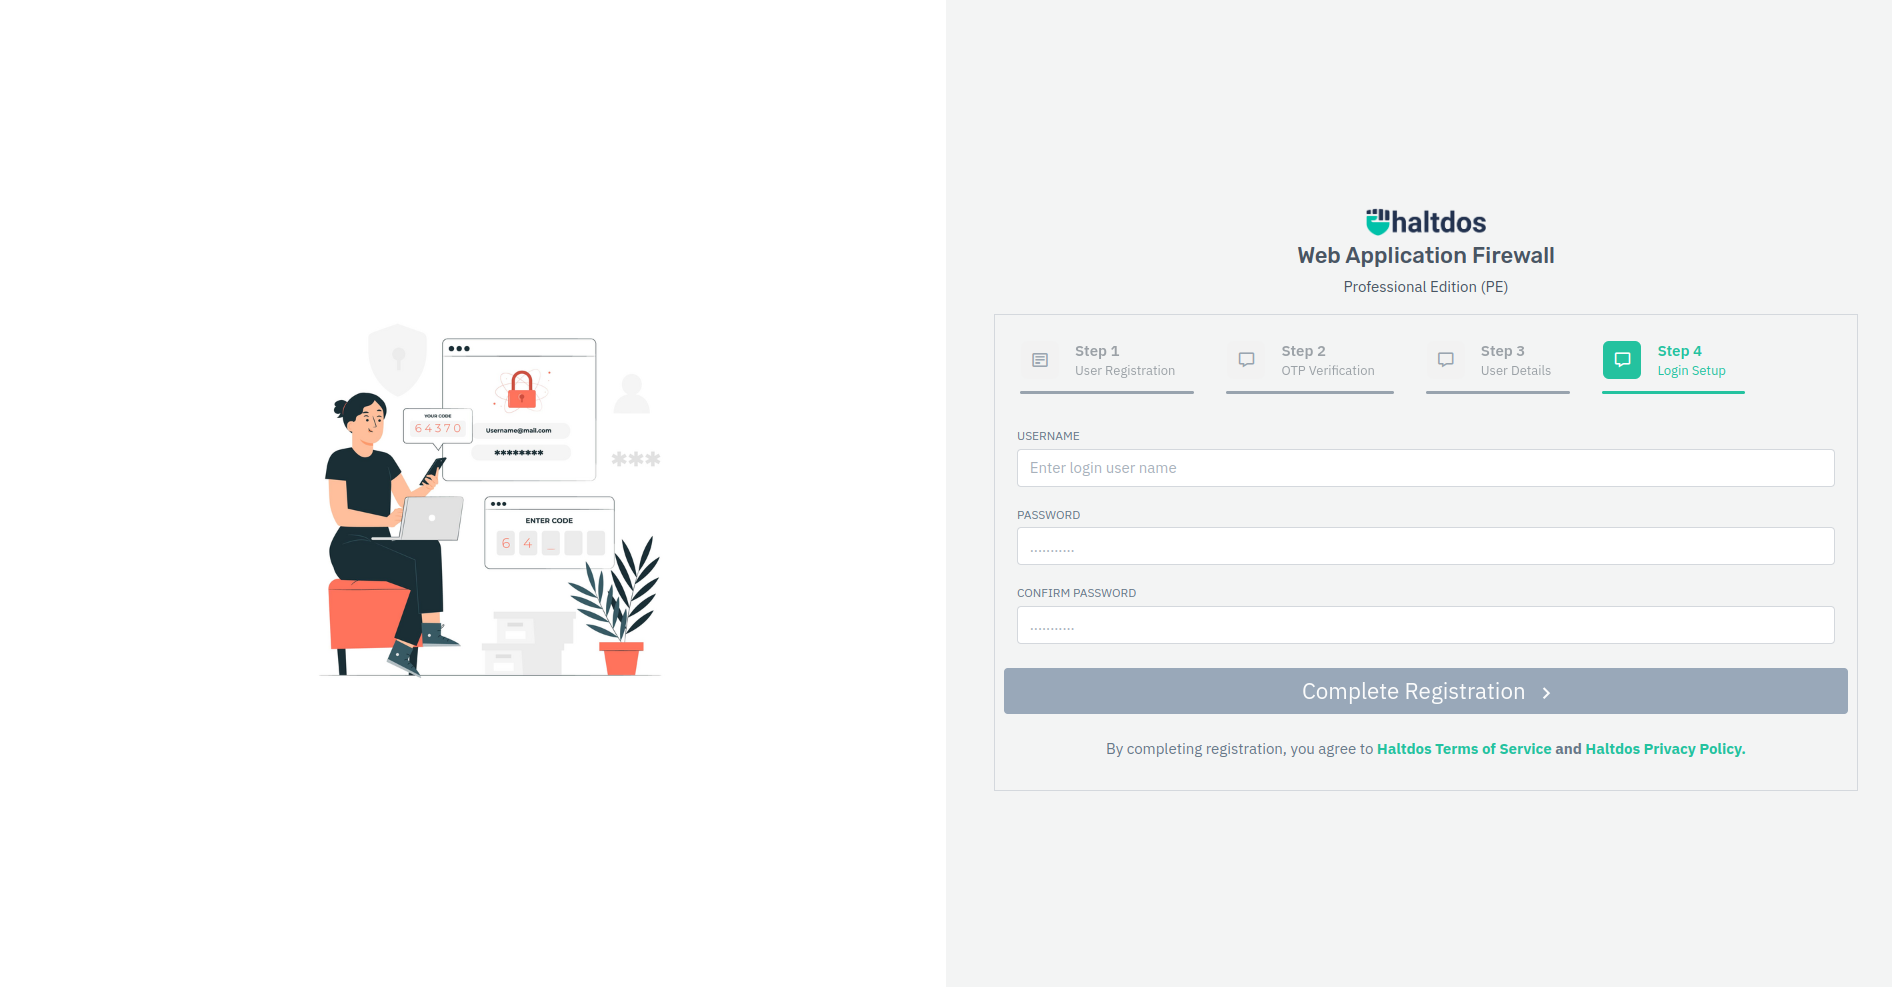 YOUR CODE
64370
Username@mail.com
********
***
ENTER CODE
6 4 _
haltdos
Web Application Firewall
Professional Edition (PE)
Step 1
User Registration
Step 2
OTP Verification
Step 3
User Details
Step 4
Login Setup
USERNAME
Enter login user name
PASSWORD
...........
CONFIRM PASSWORD
...........
Complete Registration
By completing registration, you agree to Haltdos Terms of Service and Haltdos Privacy Policy.